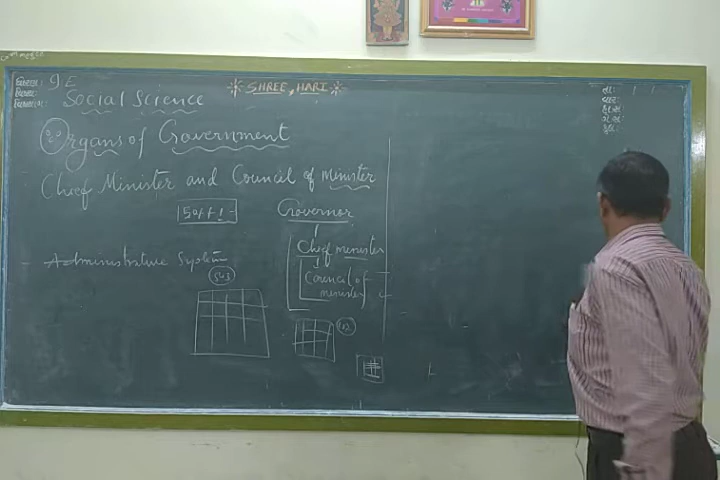 9 E
SHREE HARI
Social Science
Organs of Government
Chief Minister and Council of minister
Governor
Chief minister
Council of
minister
Administrative System
543
182